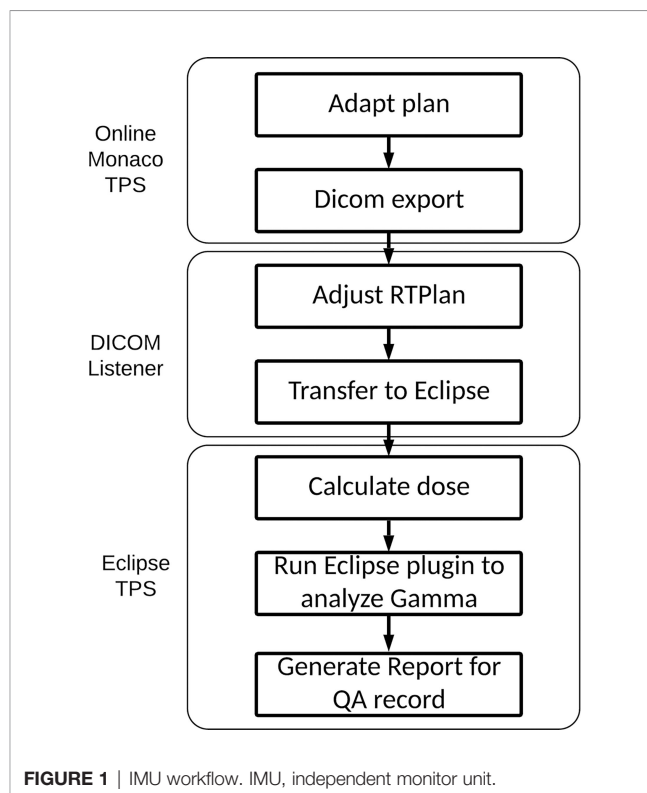 Online
Monaco
TPS
Adapt plan
Dicom export
DICOM
Listener
Adjust RTPlan
Transfer to Eclipse
Eclipse
TPS
Calculate dose
Run Eclipse plugin to
analyze Gamma
Generate Report for
QA record
FIGURE 1 | IMU workflow. IMU, independent monitor unit.